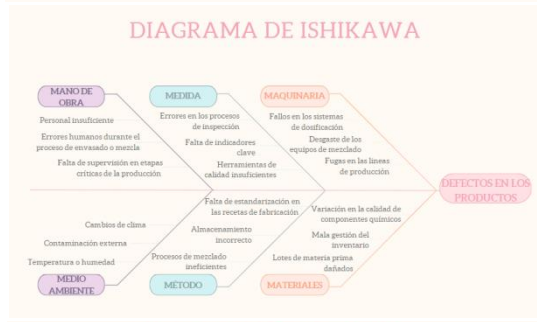 DIAGRAMA DE ISHIKAWA
MANO DE
OBRA
Personal insuficiente
Errores humanos durante el
proceso de envasado o mezcla
Falta de supervisión en etapas
críticas de la producción
MEDIDA
Errores en los procesos
de inspección
Falta de indicadores
clave
Herramientas de
calidad insuficientes
MAQUINARIA
Fallos en los sistemas
de dosificación
Desgaste de los
equipos de mezclado
Fugas en las líneas
de producción
DEFECTOS EN LOS
PRODUCTOS
Cambios de clima
Contaminación externa
Temperatura o humedad
MEDIO
AMBIENTE
Falta de estandarización en
las recetas de fabricación
Almacenamiento
incorrecto
Procesos de mezclado
ineficientes
MÉTODO
Variación en la calidad de
componentes químicos
Mala gestión del
inventario
Lotes de materia prima
dañados
MATERIALES